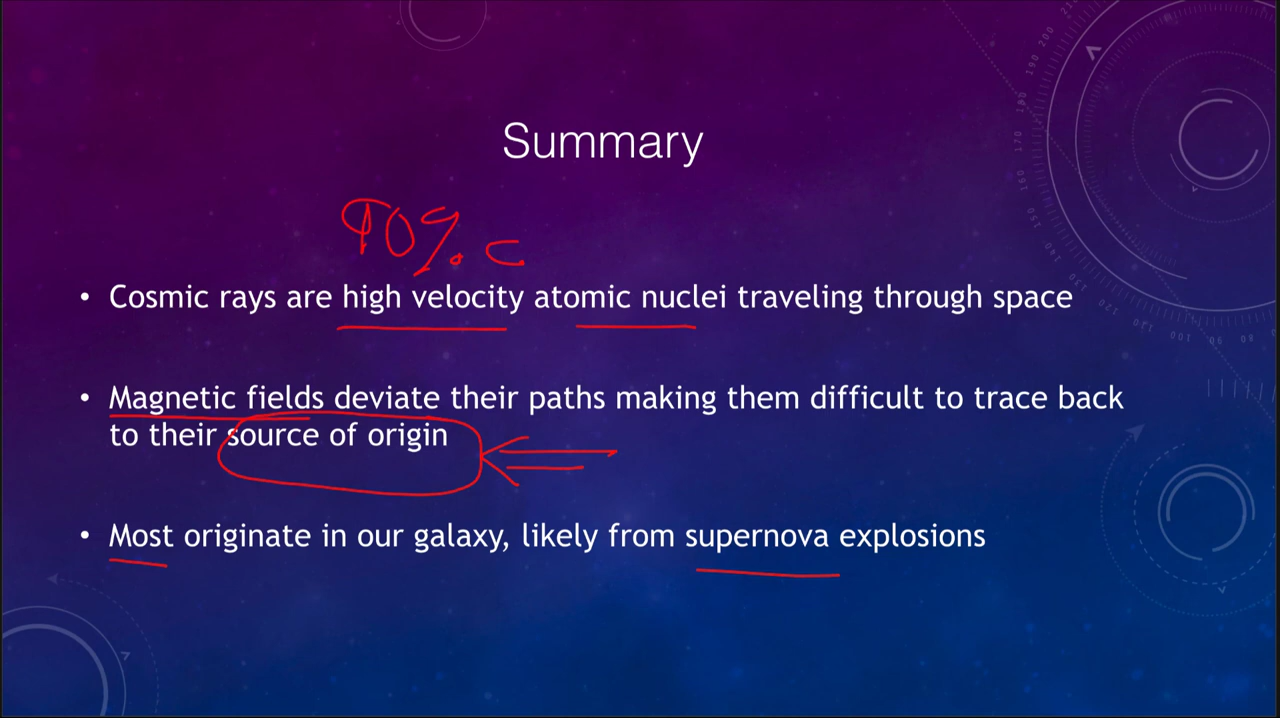 Summary
90% c
• Cosmic rays are high velocity atomic nuclei traveling through space
• Magnetic fields deviate their paths making them difficult to trace back
to their source of origin
• Most originate in our galaxy, likely from supernova explosions